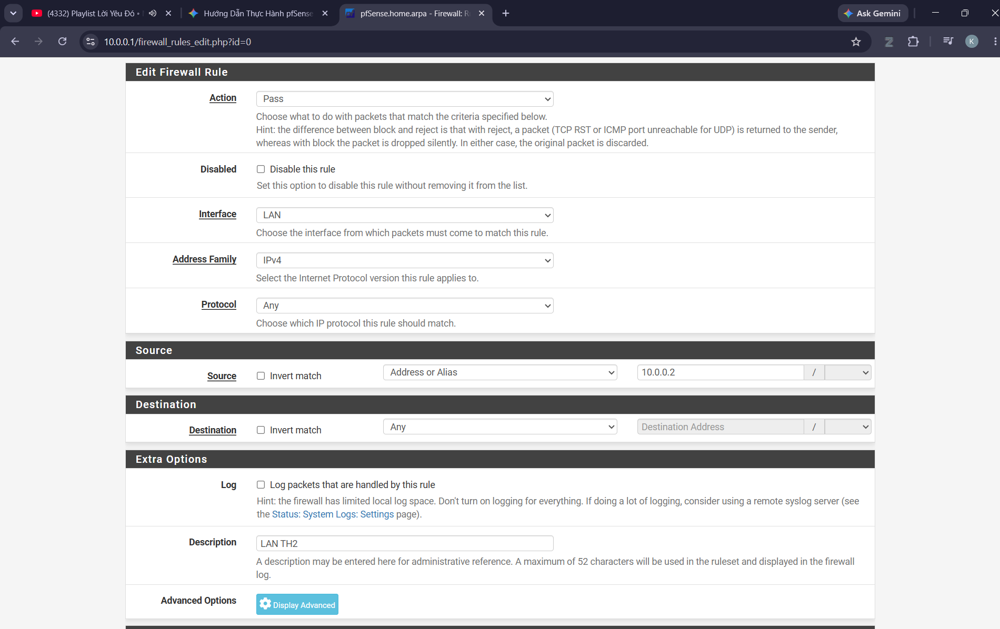 (4332) Playlist Lời Yêu Đó •
Hướng Dẫn Thực Hành pfSense
pfSense.home.arpa - Firewall: R
Ask Gemini
10.0.0.1/firewall_rules_edit.php?id=0
K
Edit Firewall Rule
Action
Pass
Choose what to do with packets that match the criteria specified below.
Hint: the difference between block and reject is that with reject, a packet (TCP RST or ICMP port unreachable for UDP) is returned to the sender,
whereas with block the packet is dropped silently. In either case, the original packet is discarded.
Disabled
Disable this rule
Set this option to disable this rule without removing it from the list.
Interface
LAN
Choose the interface from which packets must come to match this rule.
Address Family
IPv4
Select the Internet Protocol version this rule applies to.
Protocol
Any
Choose which IP protocol this rule should match.
Source
Source
Invert match
Address or Alias
10.0.0.2
/
Destination
Destination
Invert match
Any
Destination Address
/
Extra Options
Log
Log packets that are handled by this rule
Hint: the firewall has limited local log space. Don't turn on logging for everything. If doing a lot of logging, consider using a remote syslog server (see
the Status: System Logs: Settings page).
Description
LAN TH2
A description may be entered here for administrative reference. A maximum of 52 characters will be used in the ruleset and displayed in the firewall
log.
Advanced Options
Display Advanced